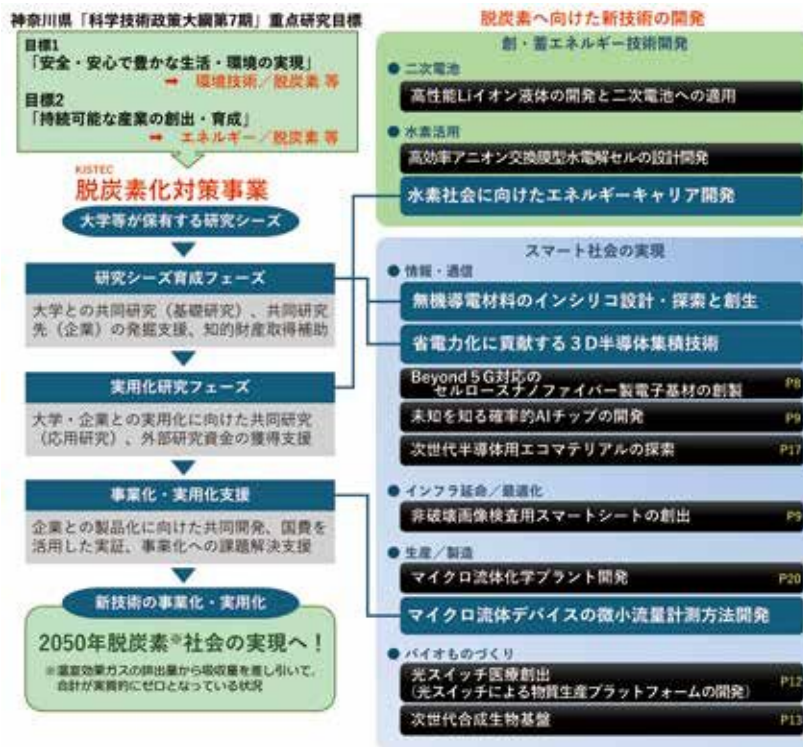 神奈川県「科学技術政策大綱第7期」重点研究目標
目標1
「安全・安心で豊かな生活・環境の実現」
➡ 環境技術/脱炭素 等
目標2
「持続可能な産業の創出・育成」
➡ エネルギー/脱炭素 等
KISTEC
脱炭素化対策事業
大学等が保有する研究シーズ
研究シーズ育成フェーズ
大学との共同研究(基礎研究)、共同研究
先(企業)の発掘支援、知的財産取得補助
実用化研究フェーズ
大学・企業との実用化に向けた共同研究
(応用研究)、外部研究資金の獲得支援
事業化・実用化支援
企業との製品化に向けた共同開発、国費を
活用した実証、事業化への課題解決支援
新技術の事業化・実用化
2050年脱炭素※社会の実現へ!
※温室効果ガスの排出量から吸収量を差し引いて、
合計が実質的にゼロとなっている状況
脱炭素へ向けた新技術の開発
創・蓄エネルギー技術開発
● 二次電池
高性能Liイオン液体の開発と二次電池への適用
● 水素活用
高効率アニオン交換膜型水電解セルの設計開発
水素社会に向けたエネルギーキャリア開発
スマート社会の実現
● 情報・通信
無機導電材料のインシリコ設計・探索と創生
省電力化に貢献する3D半導体集積技術
Beyond 5G対応の
セルロースナノファイバー製電子基材の創製 P8
未知を知る確率的AIチップの開発 P9
次世代半導体用エコマテリアルの探索 P17
● インフラ延命/最適化
非破壊画像検査用スマートシートの創出 P9
● 生産/製造
マイクロ流体化学プラント開発 P20
マイクロ流体デバイスの微小流量計測方法開発
● バイオものづくり
光スイッチ医療創出
(光スイッチによる物質生産プラットフォームの開発) P12
次世代合成生物基盤 P13